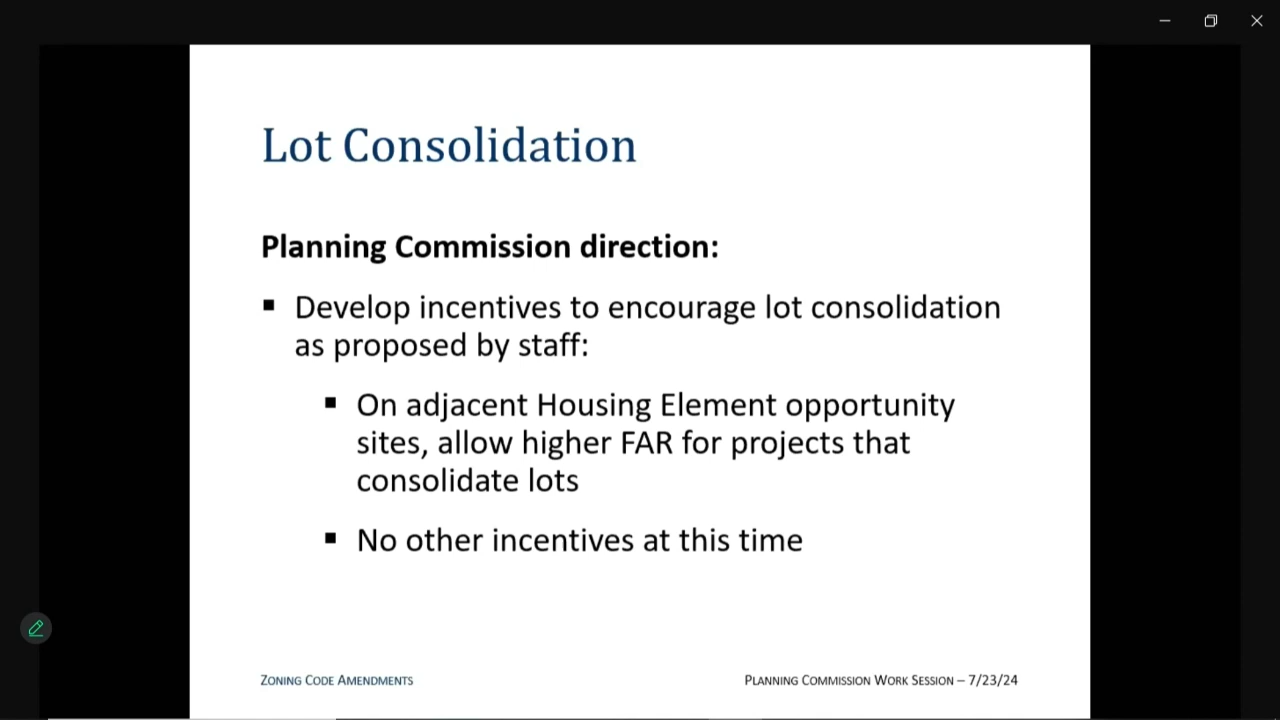 Lot Consolidation
Planning Commission direction:
▪ Develop incentives to encourage lot consolidation
as proposed by staff:
▪ On adjacent Housing Element opportunity
sites, allow higher FAR for projects that
consolidate lots
▪ No other incentives at this time
ZONING CODE AMENDMENTS
PLANNING COMMISSION WORK SESSION – 7/23/24